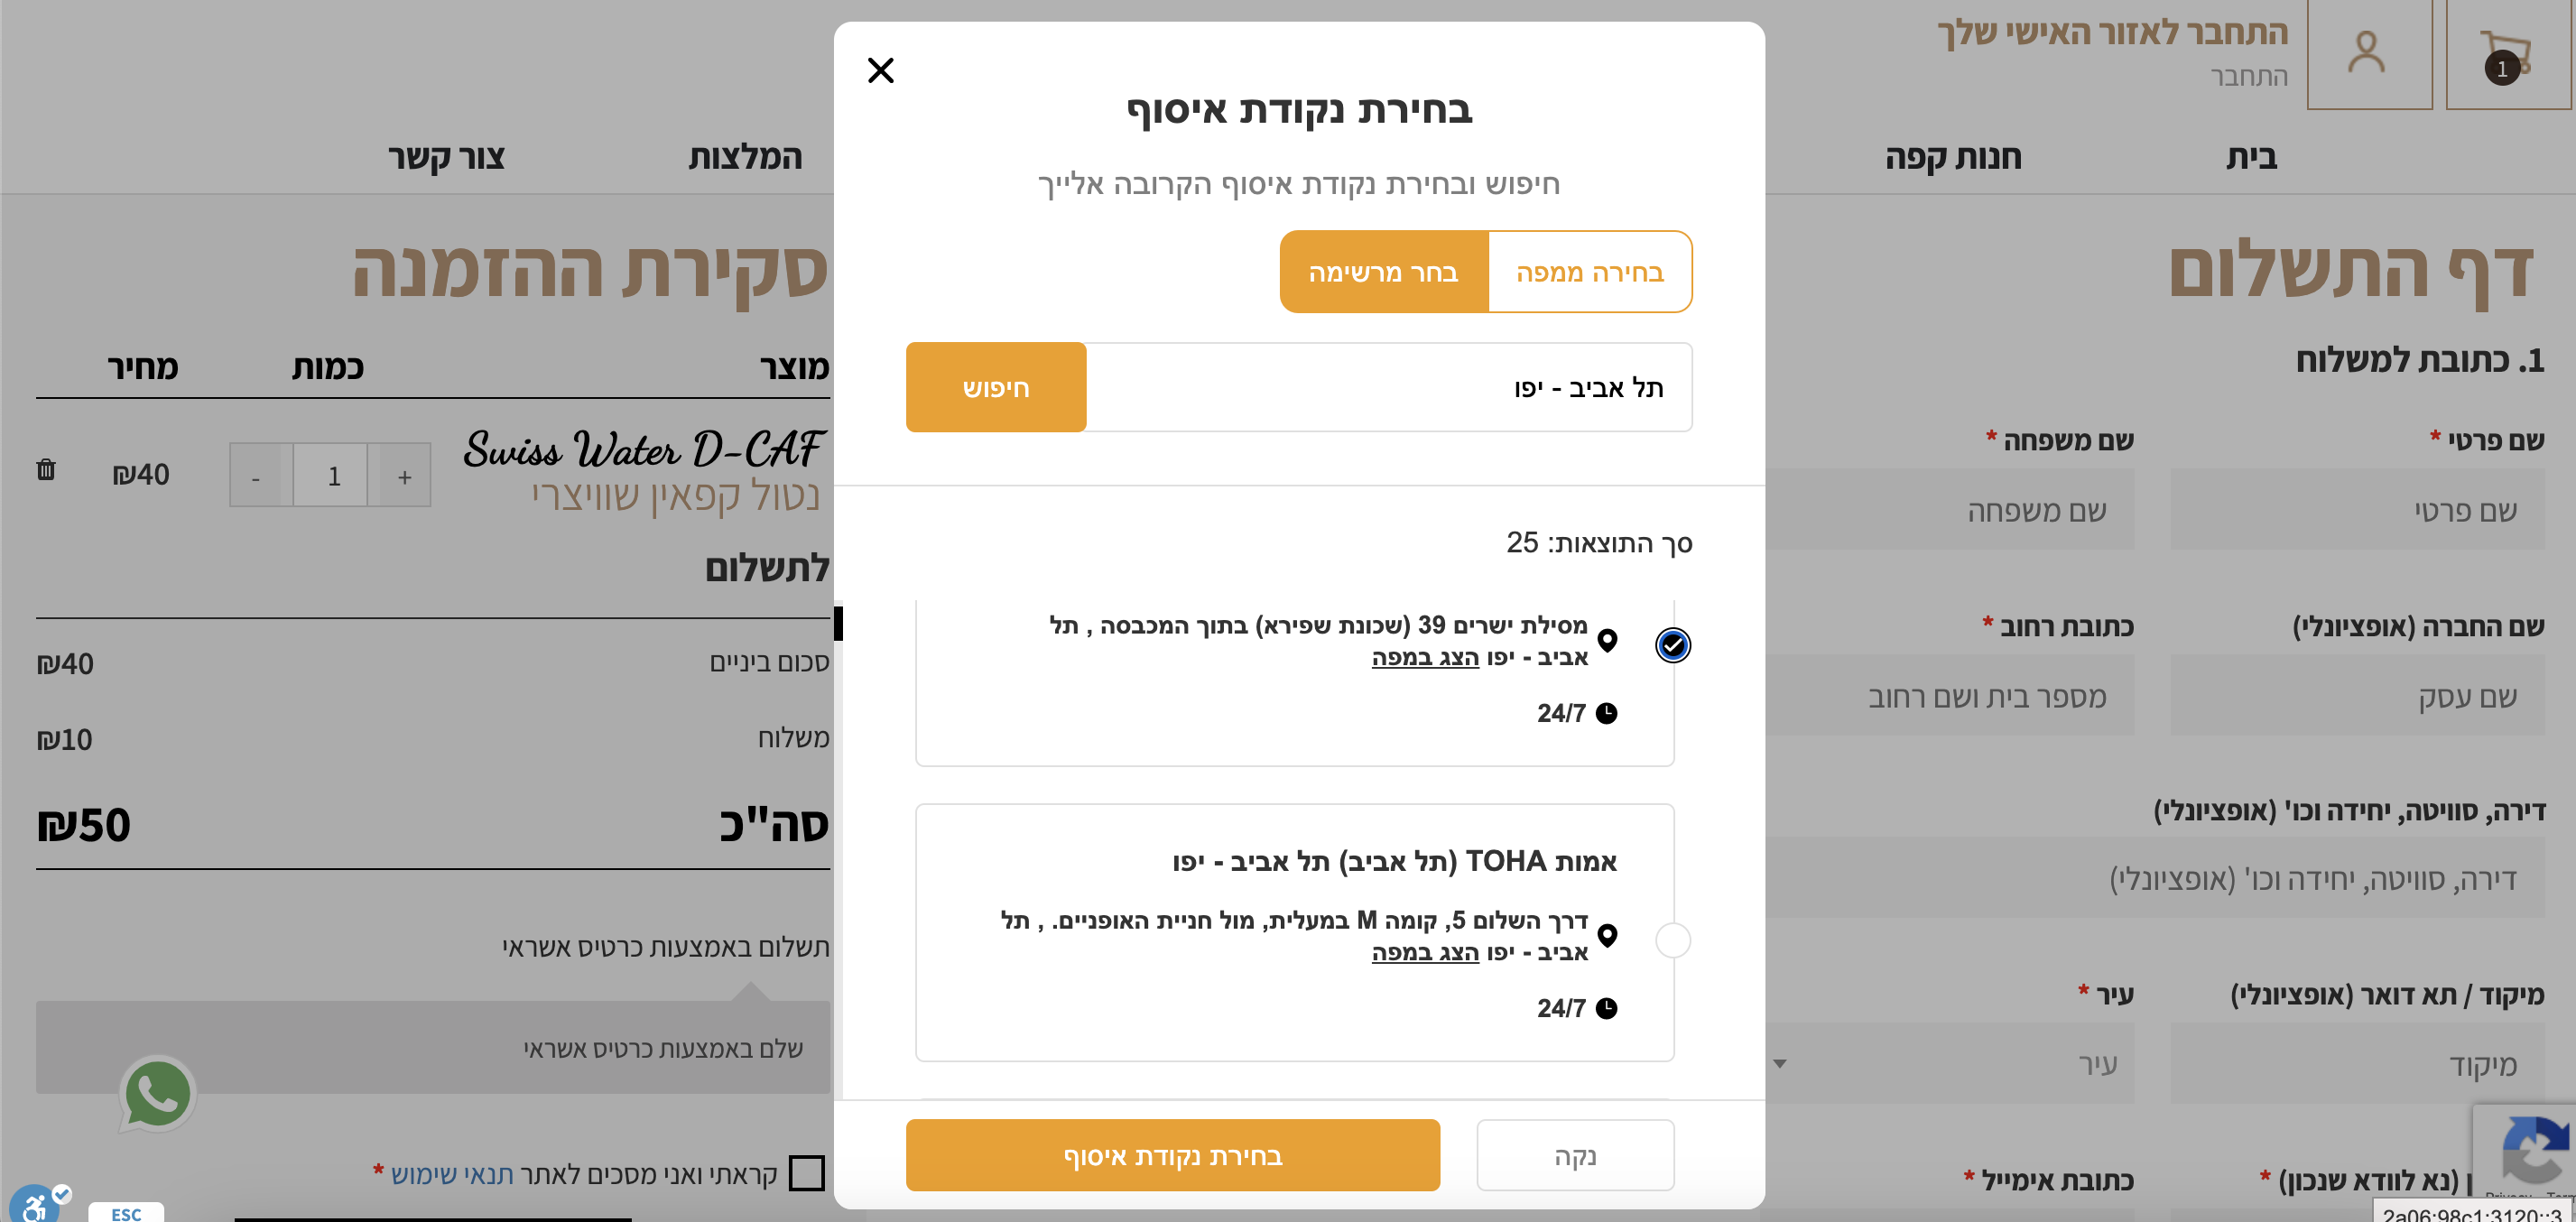 התחבר לאזור האישי שלך
התחבר
1
בית
חנות קפה
המלצות
צור קשר
דף התשלום
1. כתובת למשלוח
שם פרטי *
שם משפחה *
שם פרטי
שם משפחה
שם החברה (אופציונלי)
כתובת רחוב *
שם עסק
מספר בית ושם רחוב
דירה, סוויטה, יחידה וכו' (אופציונלי)
דירה, סוויטה, יחידה וכו' (אופציונלי)
מיקוד / תא דואר (אופציונלי)
עיר *
מיקוד
עיר
(נא לוודא שנכון) *
כתובת אימייל *
2a06:98c1:3120::3
בחירת נקודת איסוף
חיפוש ובחירת נקודת איסוף הקרובה אלייך
בחירה ממפה
בחר מרשימה
תל אביב - יפו
חיפוש
סך התוצאות: 25
מסילת ישרים 39 (שכונת שפירא) בתוך המכבסה , תל
אביב - יפו הצג במפה
24/7
אמות TOHA (תל אביב) תל אביב - יפו
דרך השלום 5, קומה M במעלית, מול חניית האופניים. , תל
אביב - יפו הצג במפה
24/7
נקה
בחירת נקודת איסוף
סקירת ההזמנה
מוצר
כמות
מחיר
Swiss Water D-CAF
נטול קפאין שוויצרי
+
1
-
₪40
לתשלום
סכום ביניים
₪40
משלוח
₪10
סה"כ
₪50
תשלום באמצעות כרטיס אשראי
שלם באמצעות כרטיס אשראי
קראתי ואני מסכים לאתר תנאי שימוש *
ESC